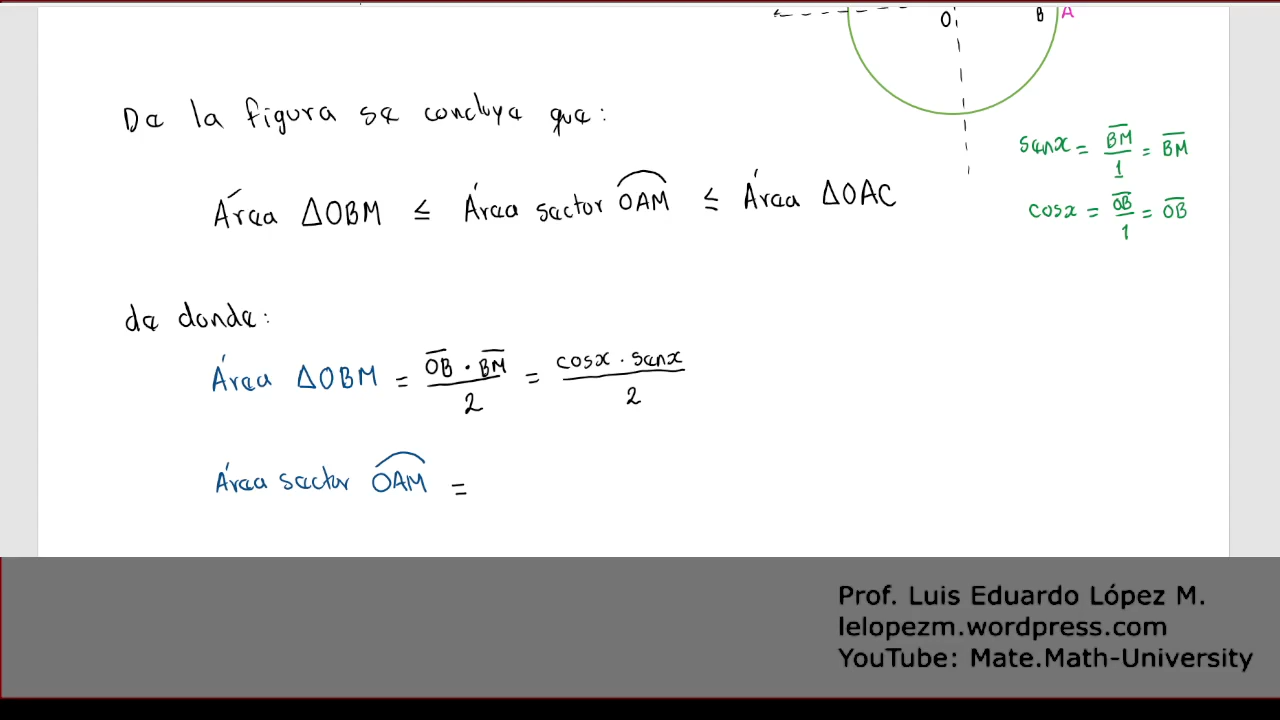 O B A
De la figura se concluye que:
senx = BM/1 = BM
Área ΔOBM ≤ Área sector OAM ≤ Área ΔOAC
cosx = OB/1 = OB
de donde:
Área ΔOBM = OB · BM/2 = cosx · senx/2
Área sector OAM =
Prof. Luis Eduardo López M.
lelopezm.wordpress.com
YouTube: Mate.Math-University